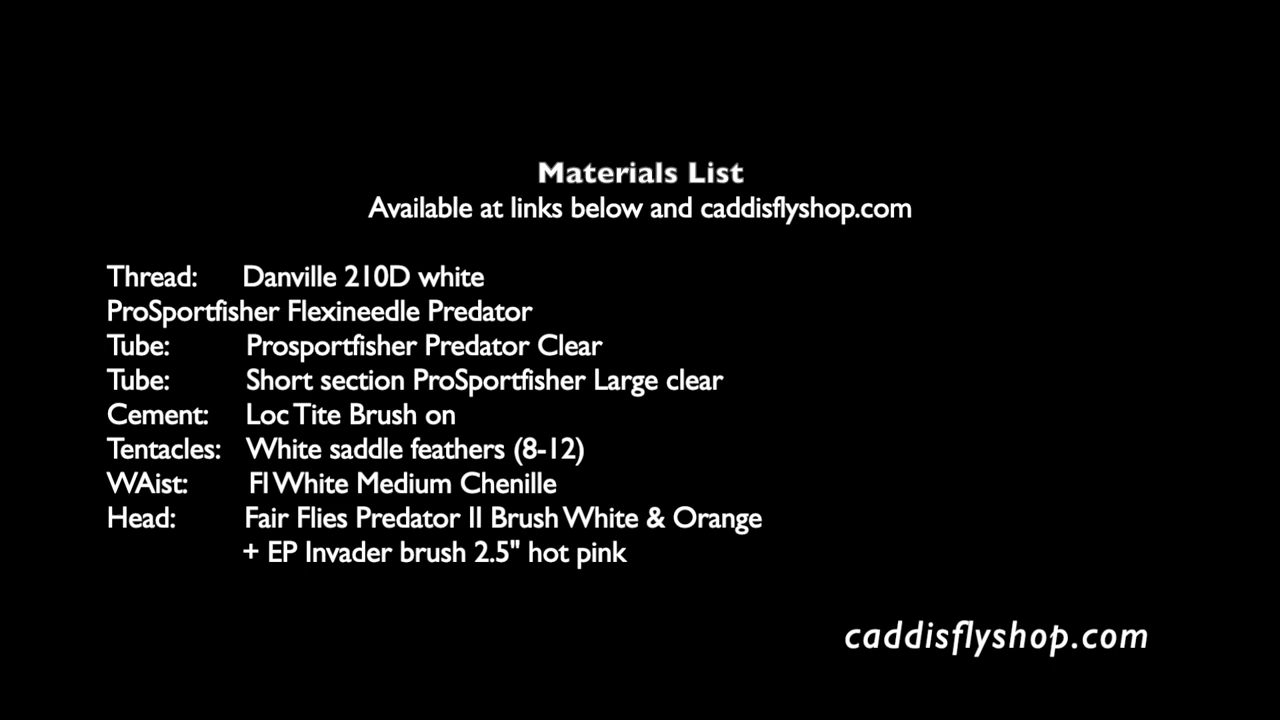 Materials List
Available at links below and caddisflyshop.com
Thread: Danville 210D white
ProSportfisher Flexineedle Predator
Tube: Prosportfisher Predator Clear
Tube: Short section ProSportfisher Large clear
Cement: Loc Tite Brush on
Tentacles: White saddle feathers (8-12)
WAist: Fl White Medium Chenille
Head: Fair Flies Predator II Brush White & Orange
+ EP Invader brush 2.5" hot pink
caddisflyshop.com